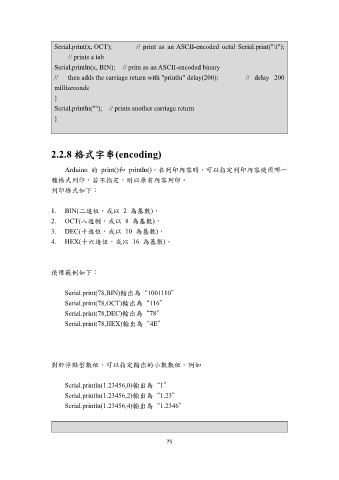 Serial.print(x, OCT);          // print as an ASCII-encoded octal Serial.print("\t");
// prints a tab
Serial.println(x, BIN);    // print as an ASCII-encoded binary
//    then adds the carriage return with "println" delay(200);          // delay 200
milliseconds
}
Serial.println("");    // prints another carriage return
}
2.2.8 格式字串(encoding)
Arduino 的 print()和 println()，在列印內容時，可以指定列印內容使用哪一
種格式列印，若不指定，則以原有內容列印。
列印格式如下：
1.    BIN(二進位，或以 2 為基數)，
2.    OCT(八進制，或以 8 為基數)，
3.    DEC(十進位，或以 10 為基數)，
4.    HEX(十六進位，或以 16 為基數)。
使用範例如下：
Serial.print(78,BIN)輸出為“1001110”
Serial.print(78,OCT)輸出為“116”
Serial.print(78,DEC)輸出為“78”
Serial.print(78,HEX)輸出為“4E”
對於浮點型數位，可以指定輸出的小數數位。例如
Serial.println(1.23456,0)輸出為“1”
Serial.println(1.23456,2)輸出為“1.23”
Serial.println(1.23456,4)輸出為“1.2346”
75